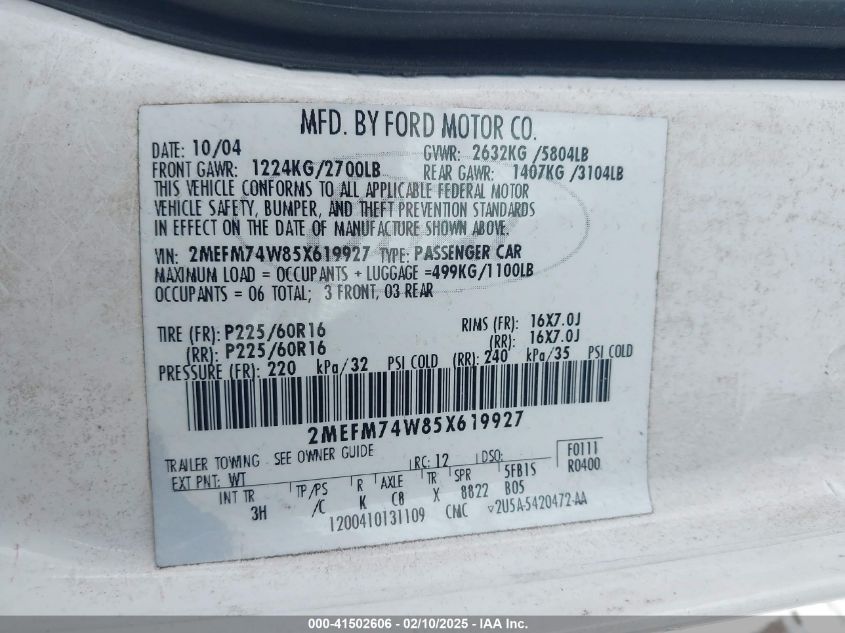 MFD. BY FORD MOTOR CO.
DATE: 10/04 GVWR: 2632KG /5804LB
FRONT GAWR: 1224KG/2700LB REAR GAWR: 1407KG /3104LB
THIS VEHICLE CONFORMS TO ALL APPLICABLE FEDERAL MOTOR
VEHICLE SAFETY, BUMPER, AND THEFT PREVENTION STANDARDS
IN EFFECT ON THE DATE OF MANUFACTURE SHOWN ABOVE.
VIN: 2MEFM74W85X619927 TYPE: PASSENGER CAR
MAXIMUM LOAD = OCCUPANTS + LUGGAGE =499KG/1100LB
OCCUPANTS = 06 TOTAL; 3 FRONT, 03 REAR
TIRE (FR): P225/60R16 RIMS (FR): 16X7.0J
(RR): P225/60R16 (RR): 16X7.0J
PRESSURE (FR): 220 kPa/32 PSI COLD (RR): 240 kPa/35 PSI COLD
2MEFM74W85X619927
TRAILER TOWING - SEE OWNER GUIDE
RC: 12 DSO: F0111
EXT PNT: WT R AXLE TR SPR 5FB15 R0400
INT TR TP/PS K C8 X 8822 B05
3H /C
1200410131109 CMC ▽2U5A-5420472-AA
000-41502606 - 02/10/2025 - IAA Inc.